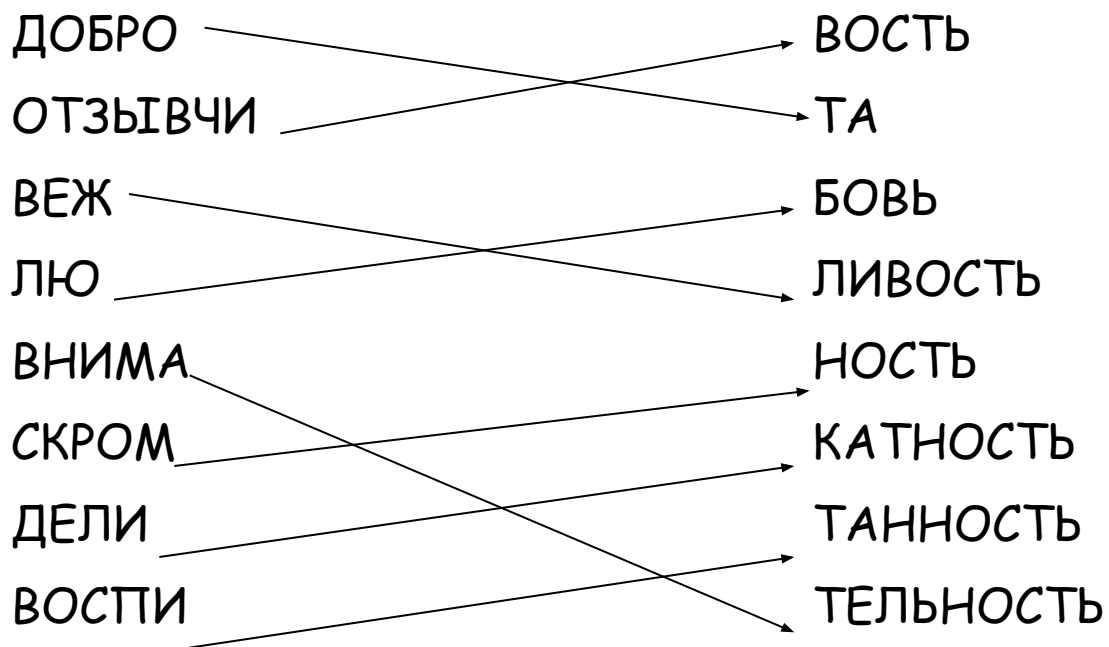 ДОБРО ВОСТЬ
ОТЗЫВЧИ ТА
ВЕЖ БОВЬ
ЛЮ ЛИВОСТЬ
ВНИМА НОСТЬ
СКРОМ КАТНОСТЬ
ДЕЛИ ТАННОСТЬ
ВОСПИ ТЕЛЬНОСТЬ